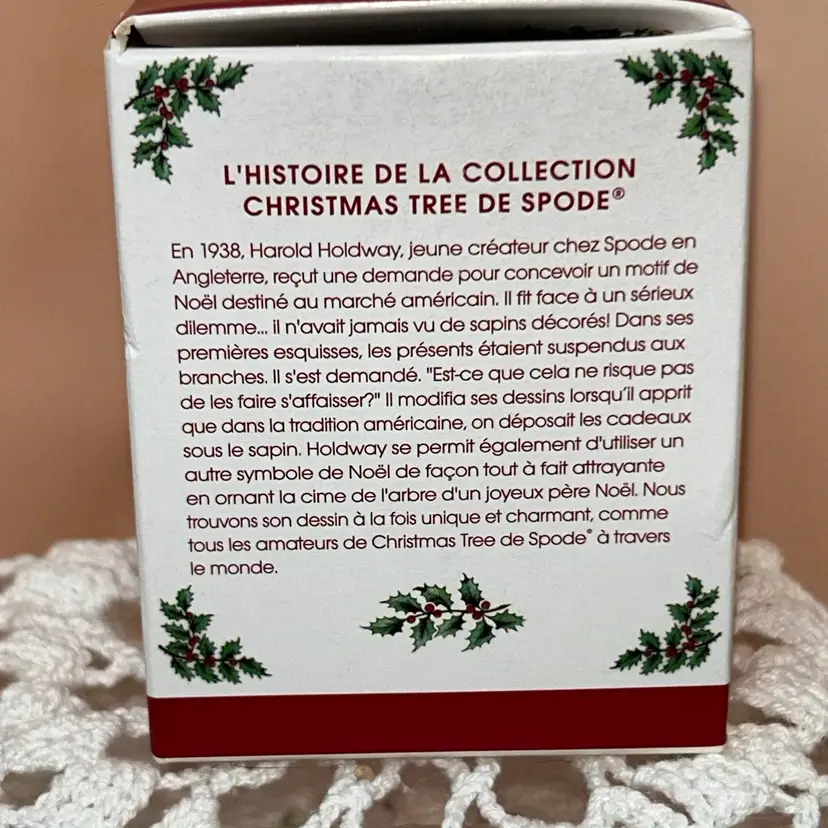 L'HISTOIRE DE LA COLLECTION
CHRISTMAS TREE DE SPODE®
En 1938, Harold Holdway, jeune créateur chez Spode en
Angleterre, reçut une demande pour concevoir un motif de
Noël destiné au marché américain. Il fit face à un sérieux
dilemme... il n'avait jamais vu de sapins décorés! Dans ses
premières esquisses, les présents étaient suspendus aux
branches. Il s'est demandé. "Est-ce que cela ne risque pas
de les faire s'affaisser?" Il modifia ses dessins lorsqu'il apprit
que dans la tradition américaine, on déposait les cadeaux
sous le sapin. Holdway se permit également d'utiliser un
autre symbole de Noël de façon tout à fait attrayante
en ornant la cime de l'arbre d'un joyeux père Noël. Nous
trouvons son dessin à la fois unique et charmant, comme
tous les amateurs de Christmas Tree de Spode® à travers
le monde.